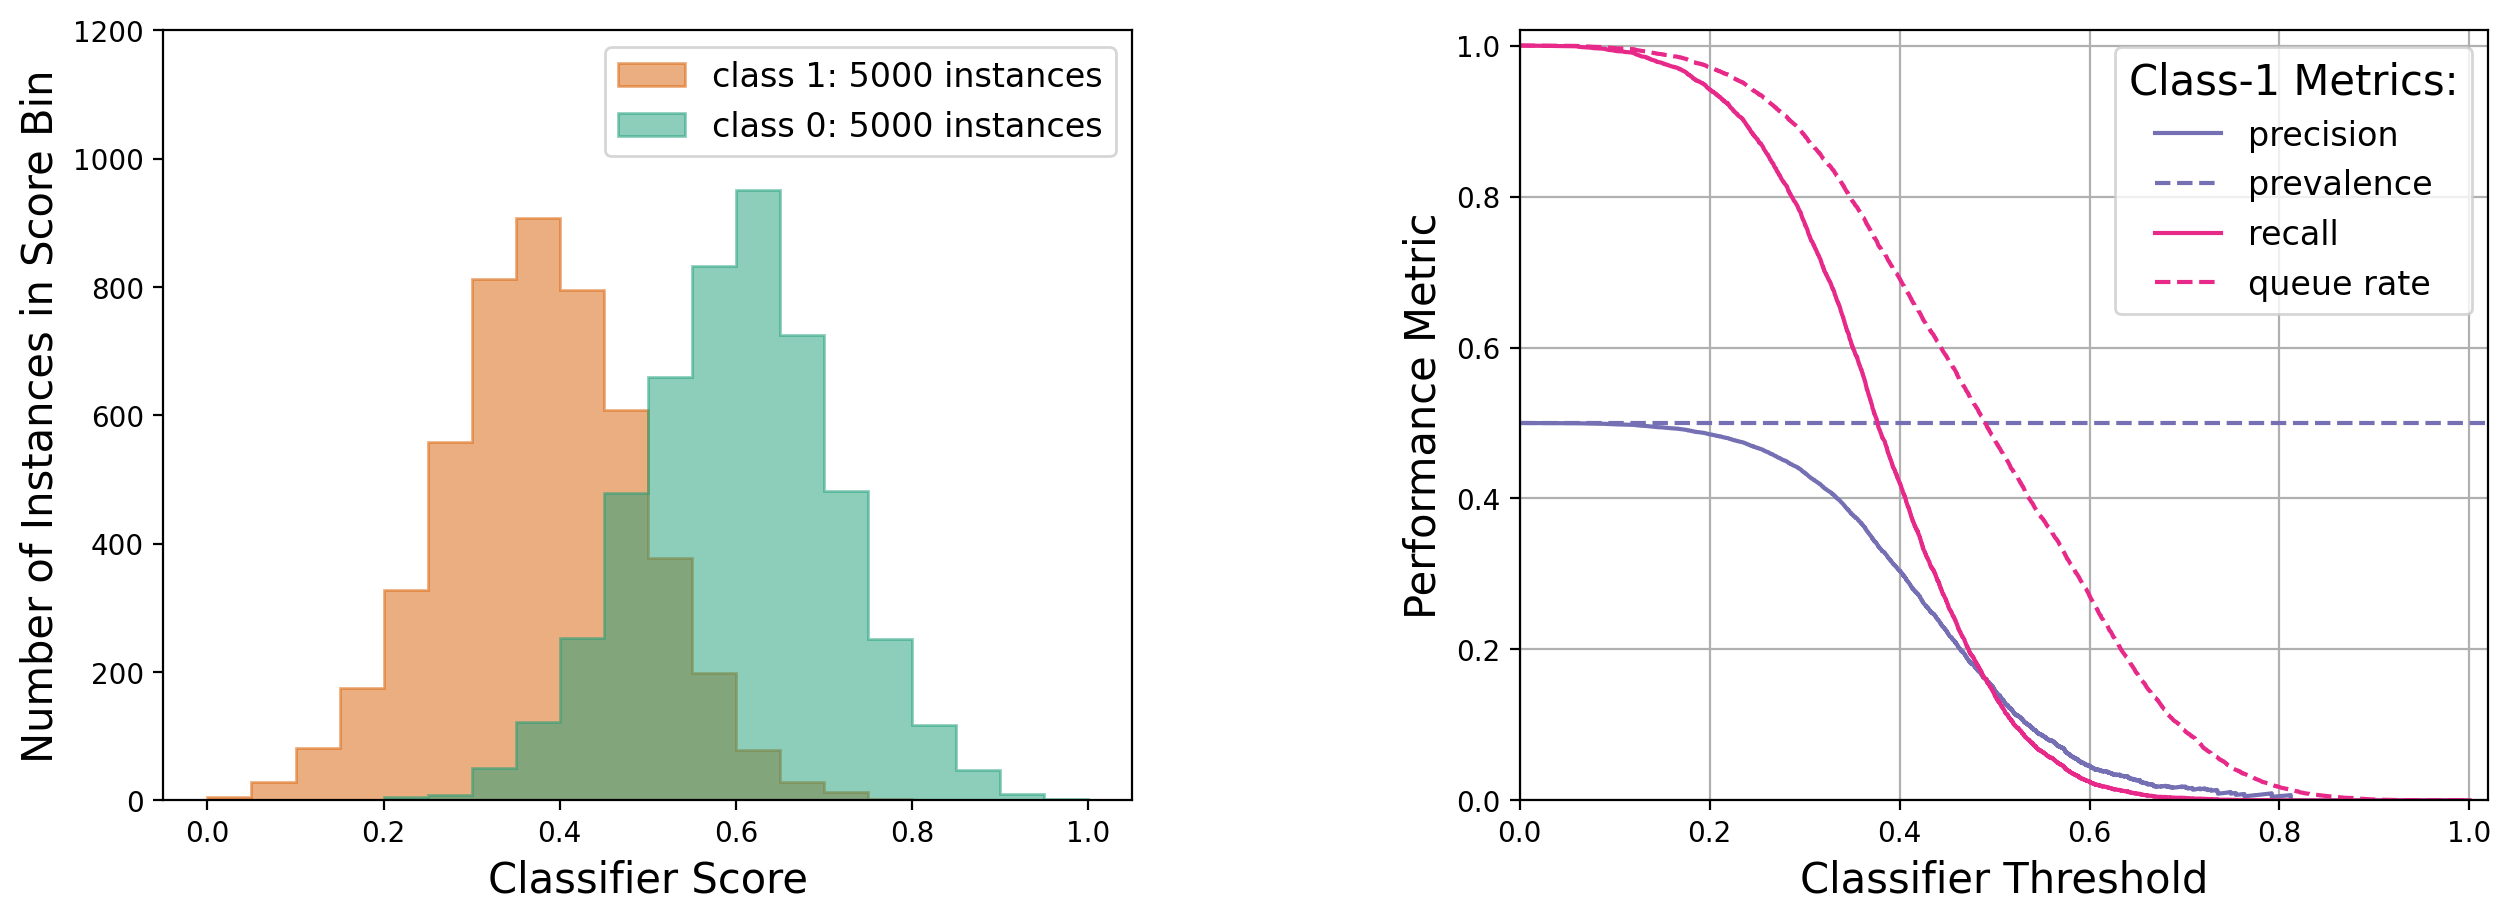 Number of Instances in Score Bin
1200
1000
800
600
400
200
0
class 1: 5000 instances
class 0: 5000 instances
0.0 0.2 0.4 0.6 0.8 1.0
Classifier Score
Performance Metric
1.0
0.8
0.6
0.4
0.2
0.0
Class-1 Metrics:
precision
prevalence
recall
queue rate
0.0 0.2 0.4 0.6 0.8 1.0
Classifier Threshold